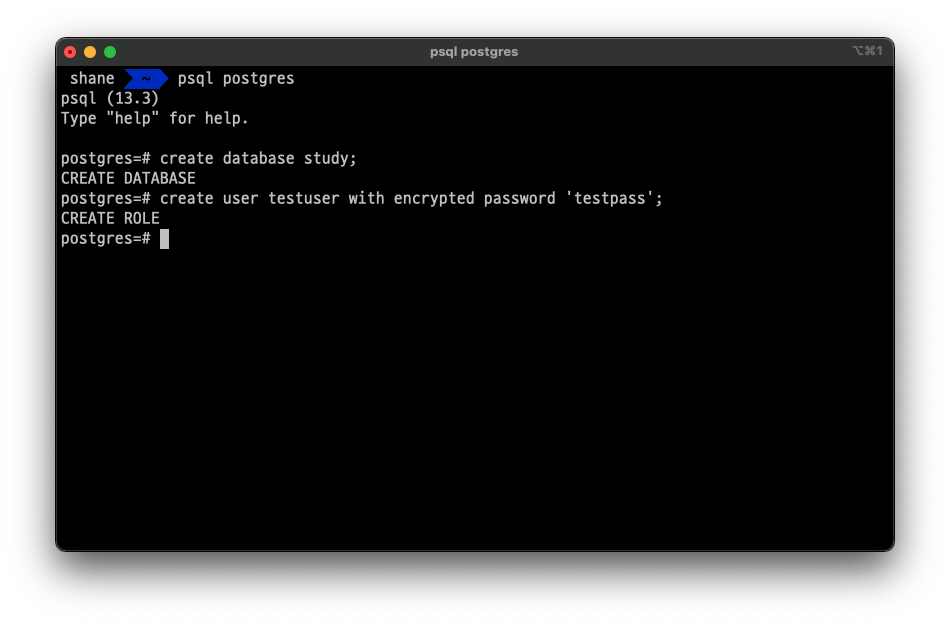 psql postgres
⌥⌘1
shane ~ psql postgres
psql (13.3)
Type "help" for help.
postgres=# create database study;
CREATE DATABASE
postgres=# create user testuser with encrypted password 'testpass';
CREATE ROLE
postgres=#